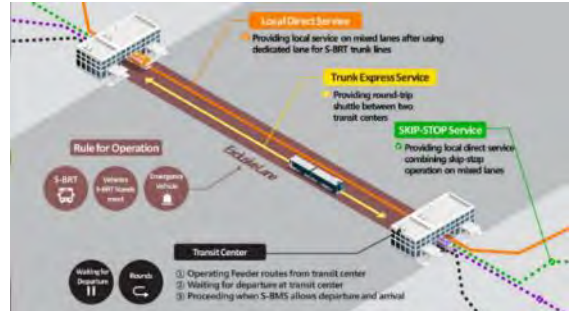 Local Direct Service
Providing local service on mixed lanes after using
dedicated lane for S-BRT trunk lines
Trunk Express Service
Providing round-trip
shuttle between two
transit centers
SKIP-STOP Service
Providing local direct service
combining skip-stop
operation on mixed lanes
Rule for Operation
Exclusive Lane
S-BRT
Vehicles
S-BRT
Emergency
Vehicle
Transit Center
Waiting for
Departure
Rounds
① Operating Feeder routes from transit center
② Waiting for departure at transit center
③ Proceeding when S-BMS allows departure and arrival